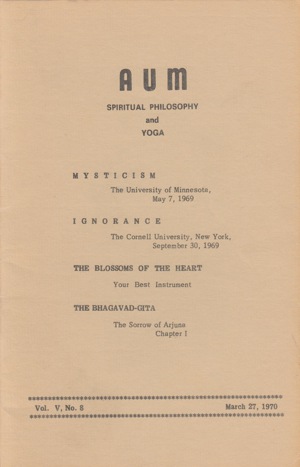 AUM
SPIRITUAL PHILOSOPHY
and
YOGA
MYSTICISM
The University of Minnesota,
May 7, 1969
IGNORANCE
The Cornell University, New York,
September 30, 1969
THE BLOSSOMS OF THE HEART
Your Best Instrument
THE BHAGAVAD-GITA
The Sorrow of Arjuna
Chapter I
Vol. V, No. 8
March 27, 1970